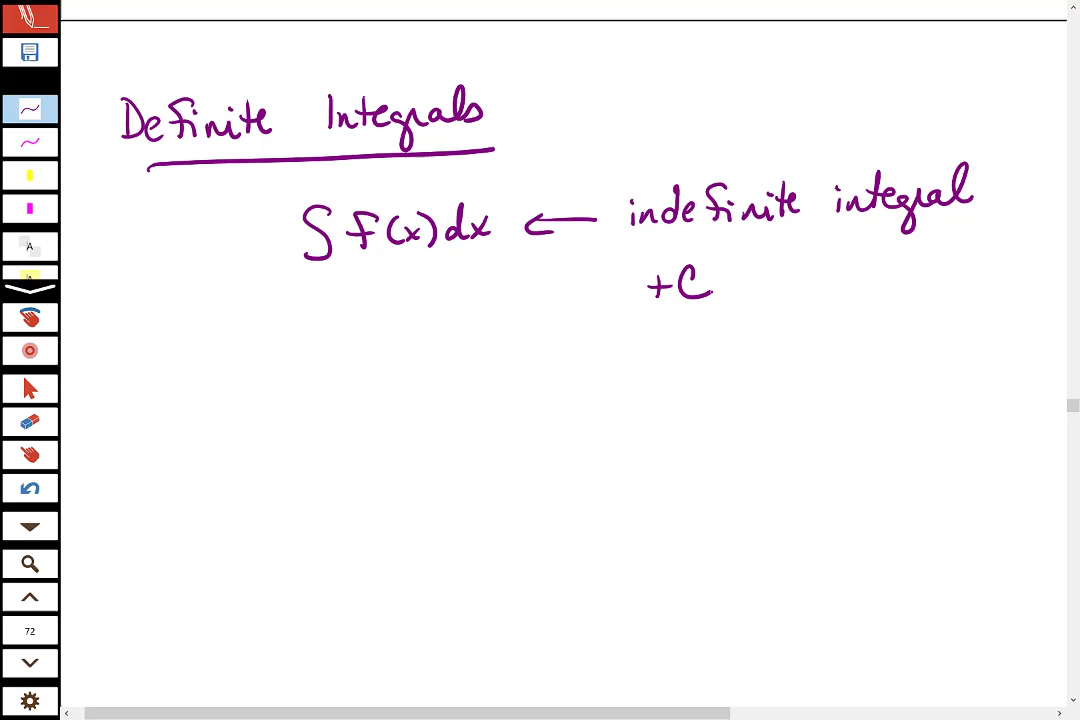 Definite Integrals
∫ f(x) dx ← indefinite integral
+C
A
72